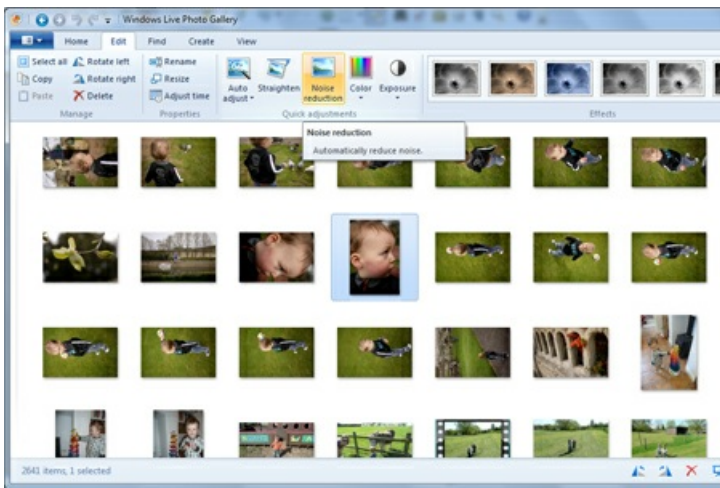 Windows Live Photo Gallery
Home Edit Find Create View
Select all Rotate left Rename
Copy Rotate right Resize
Paste Delete Adjust time
Auto adjust Straighten Noise reduction Color Exposure
Manage Properties Quick adjustments Effects
Noise reduction
Automatically reduce noise.
2641 items, 1 selected